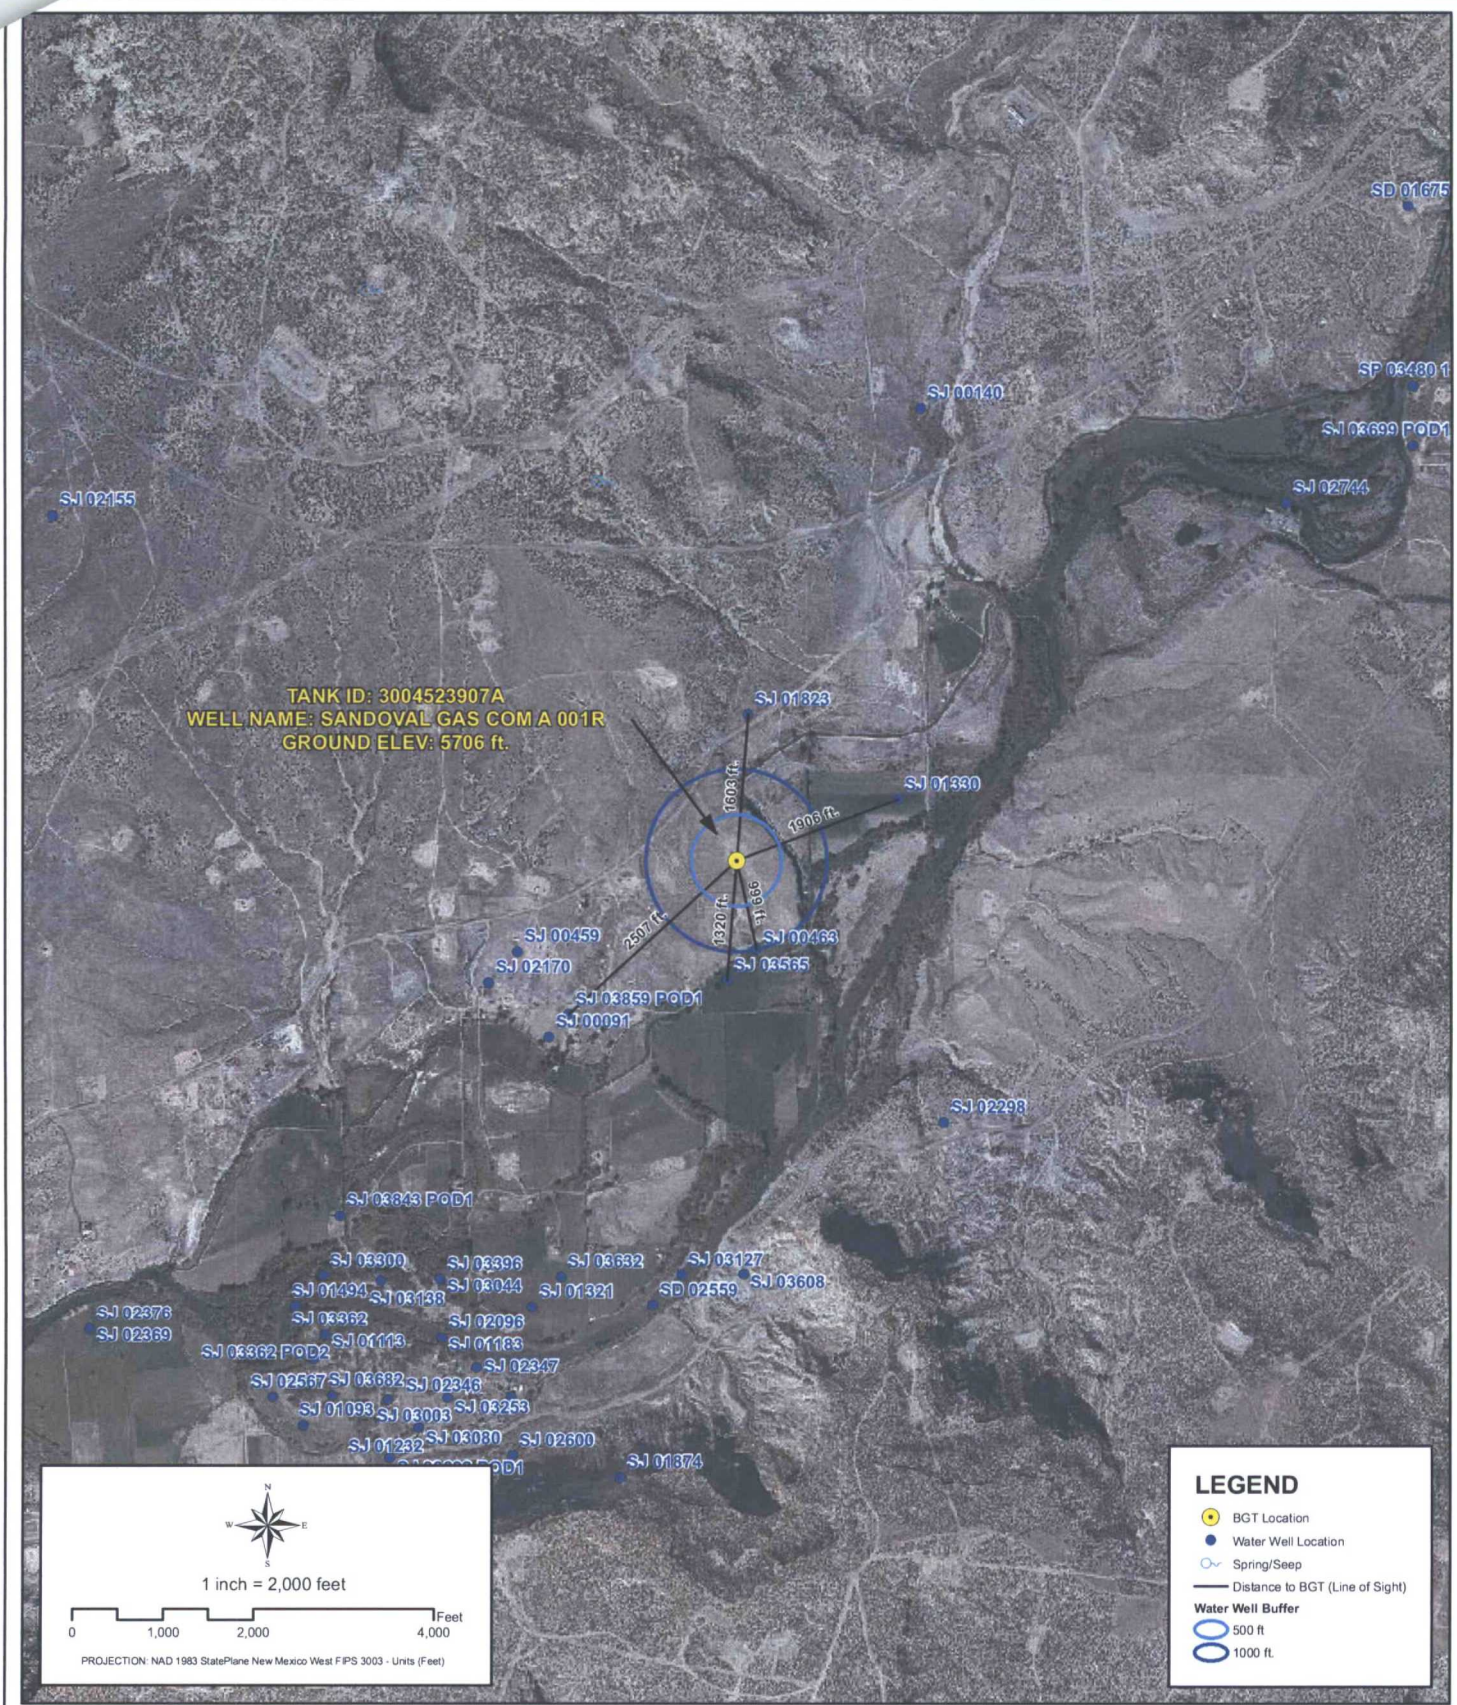 SD 01675
SP 03480 1
SJ 00140
SJ 03699 POD1
SJ 02744
SJ 02155
TANK ID: 3004523907A
WELL NAME: SANDOVAL GAS COM A 001R
GROUND ELEV: 5706 ft.
SJ 01823
1603 ft.
SJ 01330
1906 ft.
999 ft.
1320 ft.
2507 ft.
SJ 00459
SJ 00463
SJ 02170
SJ 03565
SJ 03859 POD1
SJ 00091
SJ 02298
SJ 03843 POD1
SJ 03300
SJ 03396
SJ 03632
SJ 03127
SJ 01494
SJ 03138
SJ 03044
SJ 01321
SD 02559
SJ 03608
SJ 02376
SJ 03362
SJ 02096
SJ 02369
SJ 01113
SJ 01183
SJ 03362 POD2
SJ 02347
SJ 02567
SJ 03682
SJ 02346
SJ 01093
SJ 03003
SJ 03253
SJ 01232
SJ 03080
SJ 02600
POD1
SJ 01874
N
W
E
S
1 inch = 2,000 feet
Feet
0 1,000 2,000 4,000
PROJECTION: NAD 1983 StatePlane New Mexico West FIPS 3003 - Units (Feet)
LEGEND
BGT Location
Water Well Location
Spring/Seep
Distance to BGT (Line of Sight)
Water Well Buffer
500 ft
1000 ft.